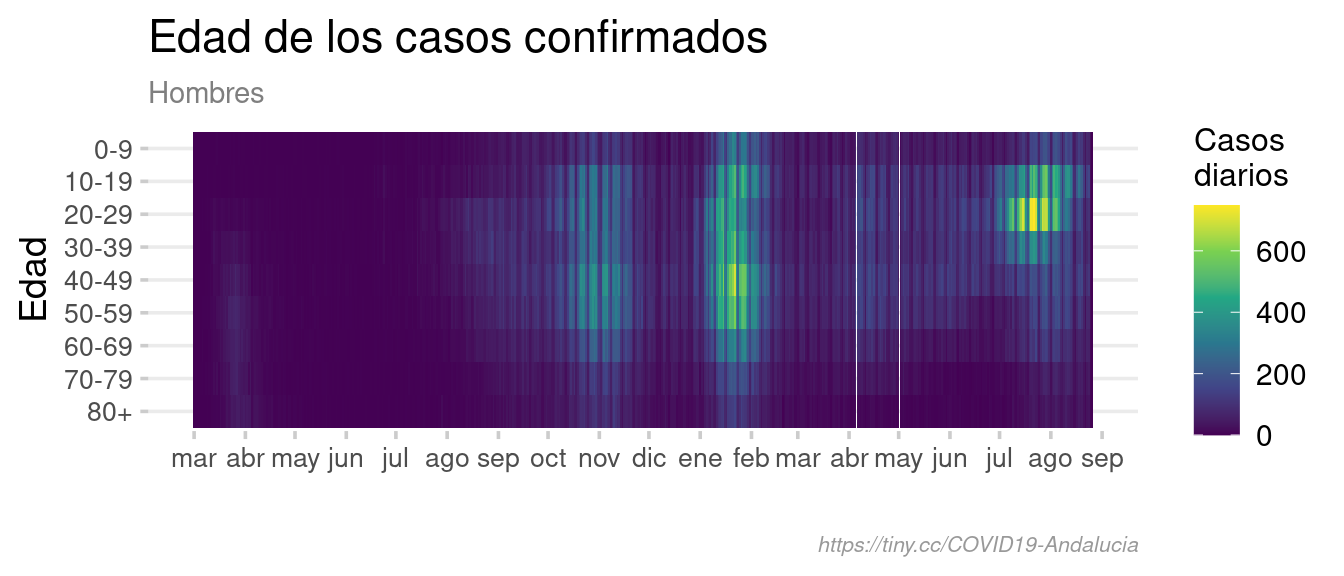 Edad de los casos confirmados
Hombres
Edad
0-9
10-19
20-29
30-39
40-49
50-59
60-69
70-79
80+
mar abr may jun jul ago sep oct nov dic ene feb mar abr may jun jul ago sep
Casos
diarios
600
400
200
0
https://tiny.cc/COVID19-Andalucia